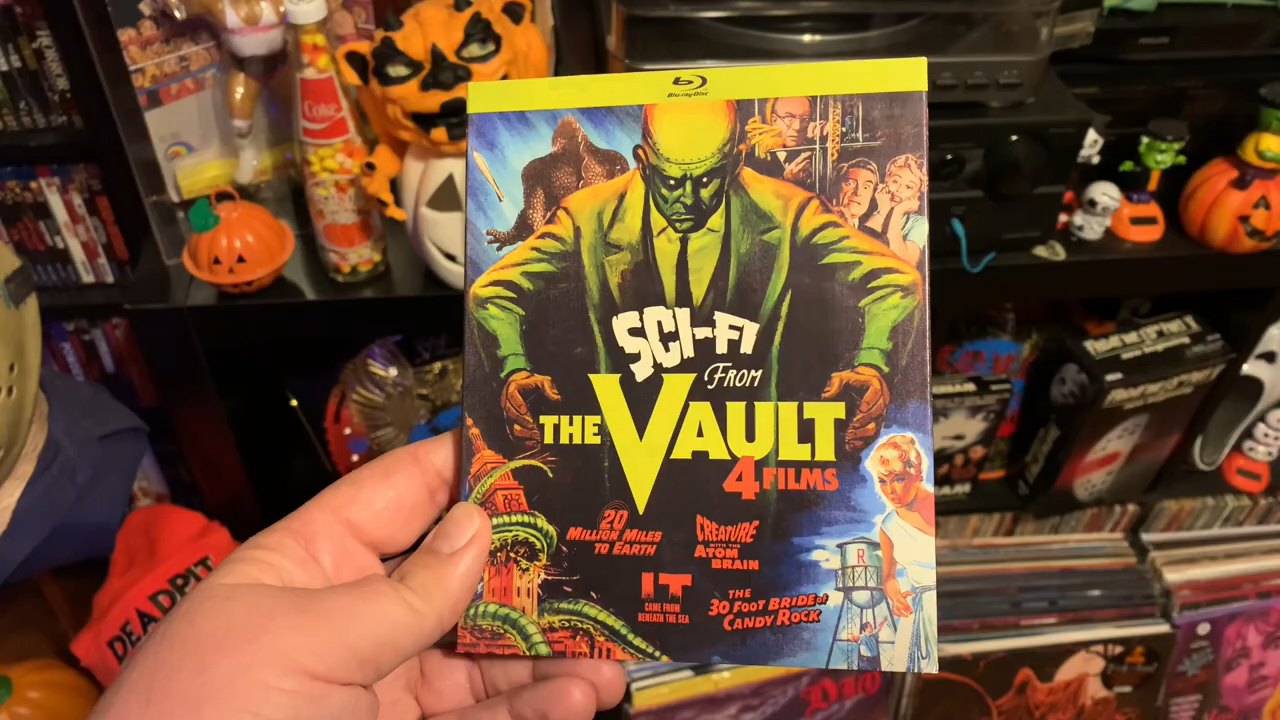 Blu-ray Disc
SCI-FI
FROM
THE VAULT
4 FILMS
20
MILLION MILES
TO EARTH
CREATURE
WITH THE
ATOM
BRAIN
IT
CAME FROM
BENEATH THE SEA
THE
30 FOOT BRIDE of
CANDY ROCK
R
Coke
DEADPIT